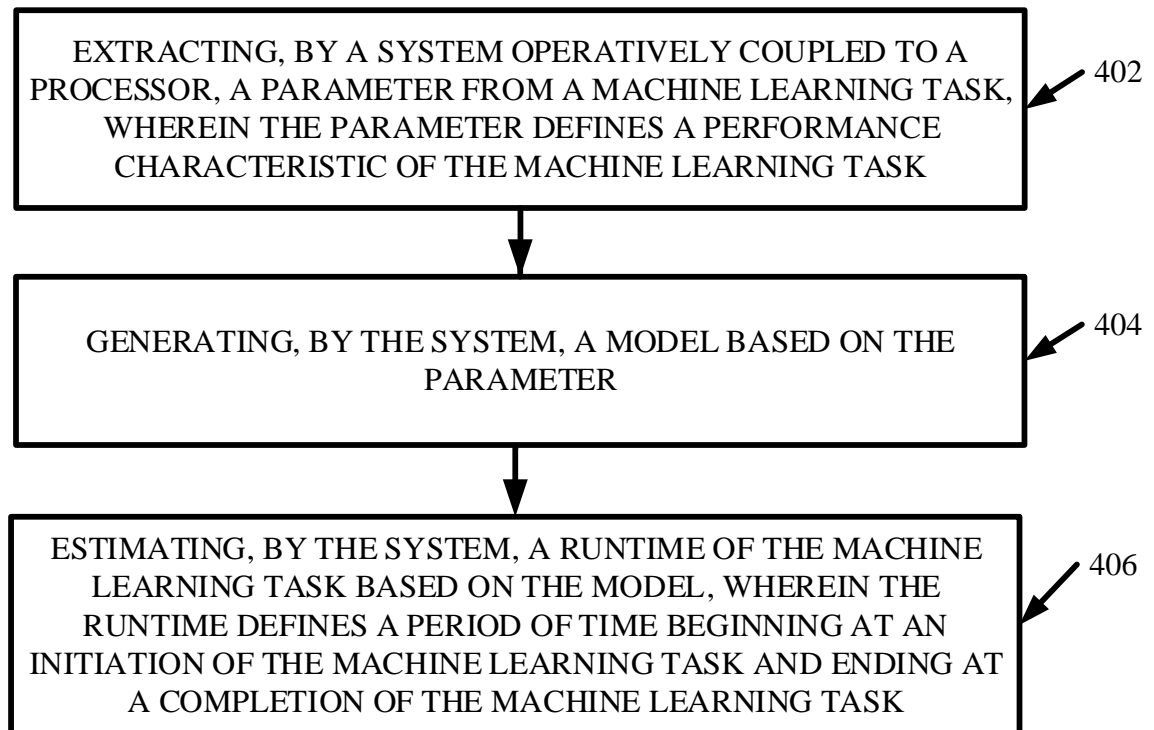 EXTRACTING, BY A SYSTEM OPERATIVELY COUPLED TO A
PROCESSOR, A PARAMETER FROM A MACHINE LEARNING TASK,
WHEREIN THE PARAMETER DEFINES A PERFORMANCE
CHARACTERISTIC OF THE MACHINE LEARNING TASK
402
GENERATING, BY THE SYSTEM, A MODEL BASED ON THE
PARAMETER
404
ESTIMATING, BY THE SYSTEM, A RUNTIME OF THE MACHINE
LEARNING TASK BASED ON THE MODEL, WHEREIN THE
RUNTIME DEFINES A PERIOD OF TIME BEGINNING AT AN
INITIATION OF THE MACHINE LEARNING TASK AND ENDING AT
A COMPLETION OF THE MACHINE LEARNING TASK
406